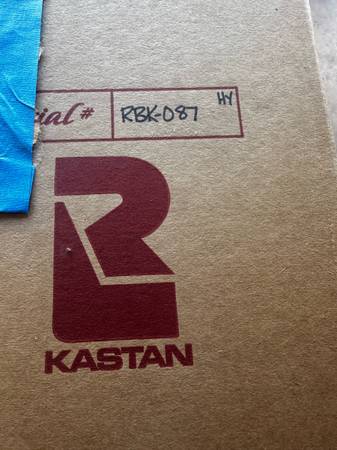 ial # RBK-087 HY
R
KASTAN